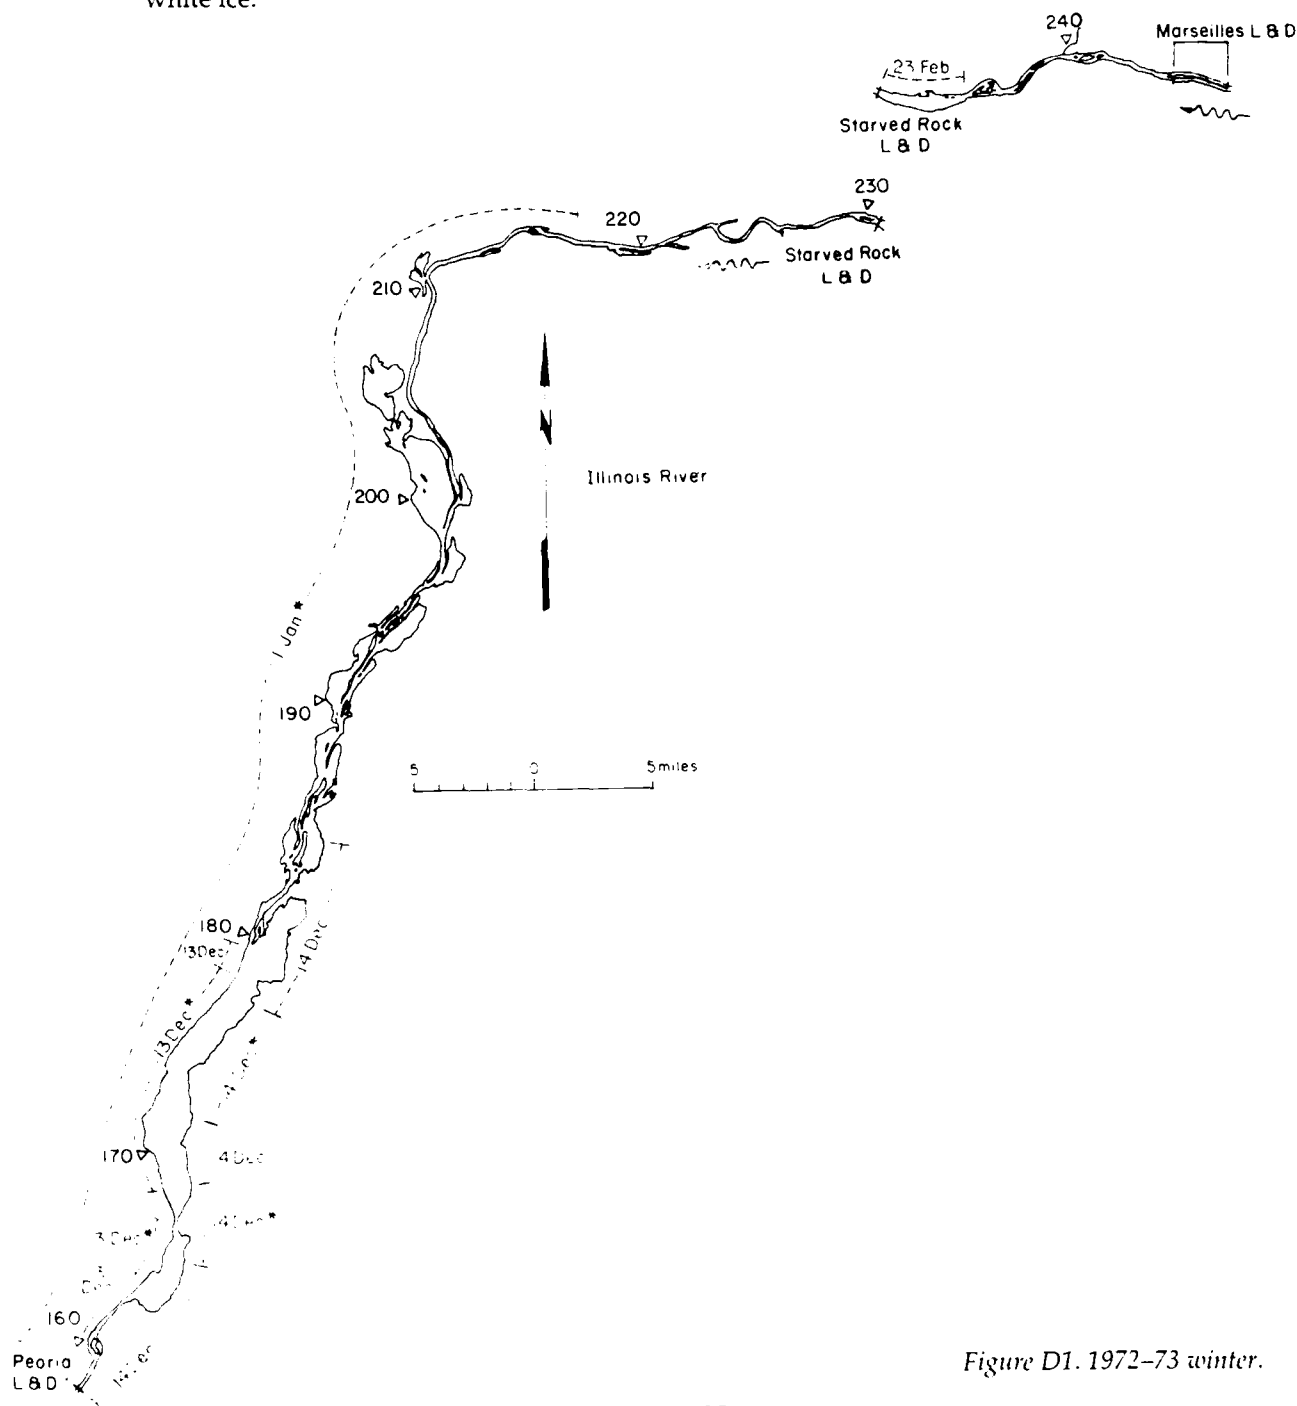 White ice.
240
Marseilles L & D
23 Feb
Starved Rock
L & D
230
220
Starved Rock
L & D
210
200
Illinois River
1 Jan*
190
5 0 5 miles
180
13 Dec
14 Dec
13 Dec*
170
160
Peoria
L & D
Figure D1. 1972–73 winter.